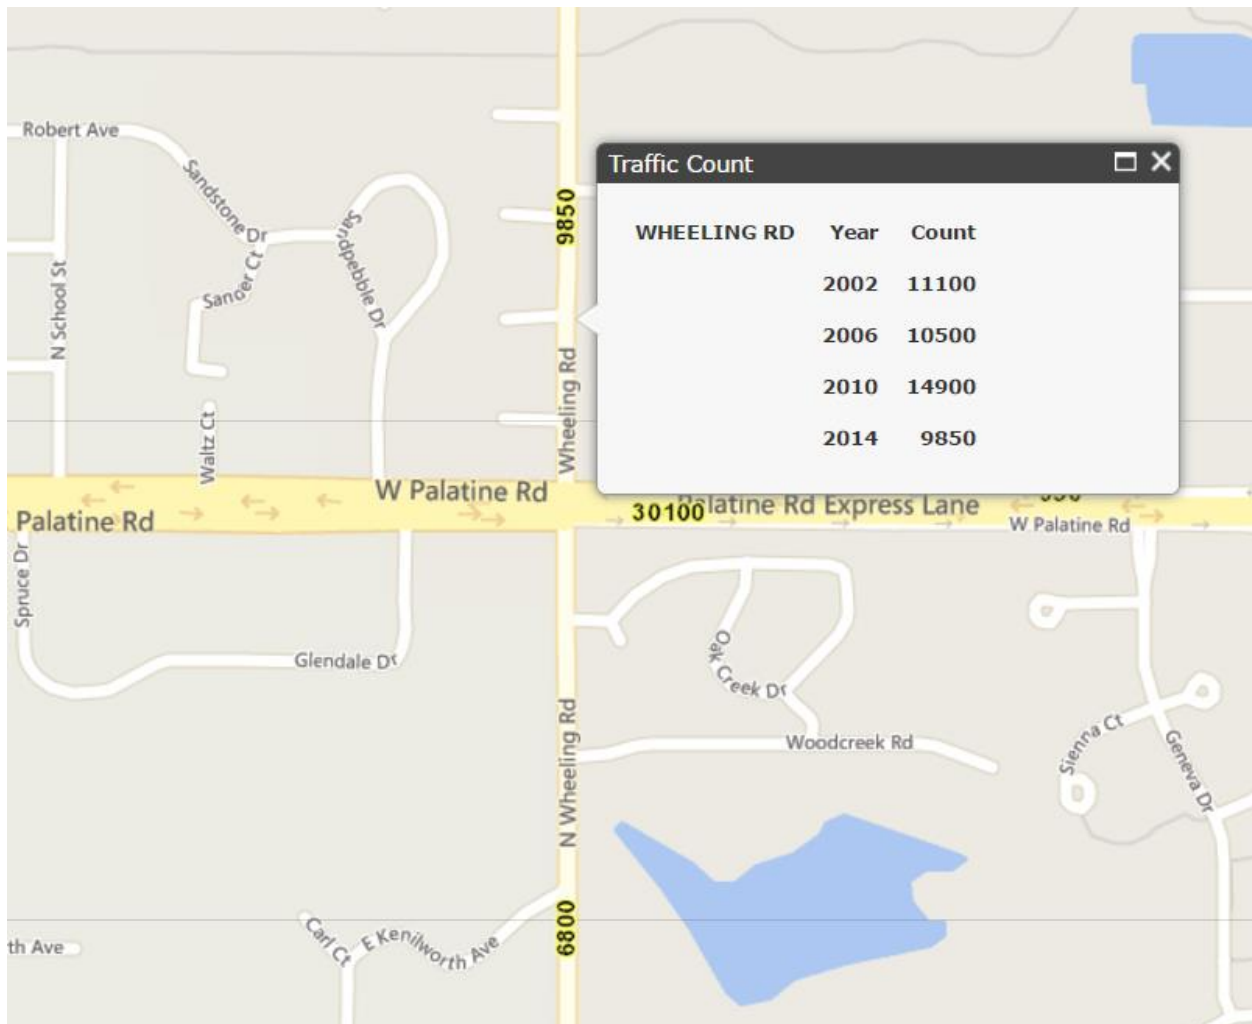 Robert Ave
Sandstone Dr
Sandpebble Dr
9850
Traffic Count
WHEELING RD Year Count
2002 11100
2006 10500
2010 14900
2014 9850
N School St
Waltz Ct
Wheeling Rd
W Palatine Rd
Palatine Rd
30100
Palatine Rd Express Lane
W Palatine Rd
Spruce Dr
Glendale Dr
Oak Creek Dr
N Wheeling Rd
Woodcreek Rd
Sienna Ct
Geneva Dr
6800
Carl Ct
E Kenilworth Ave
th Ave